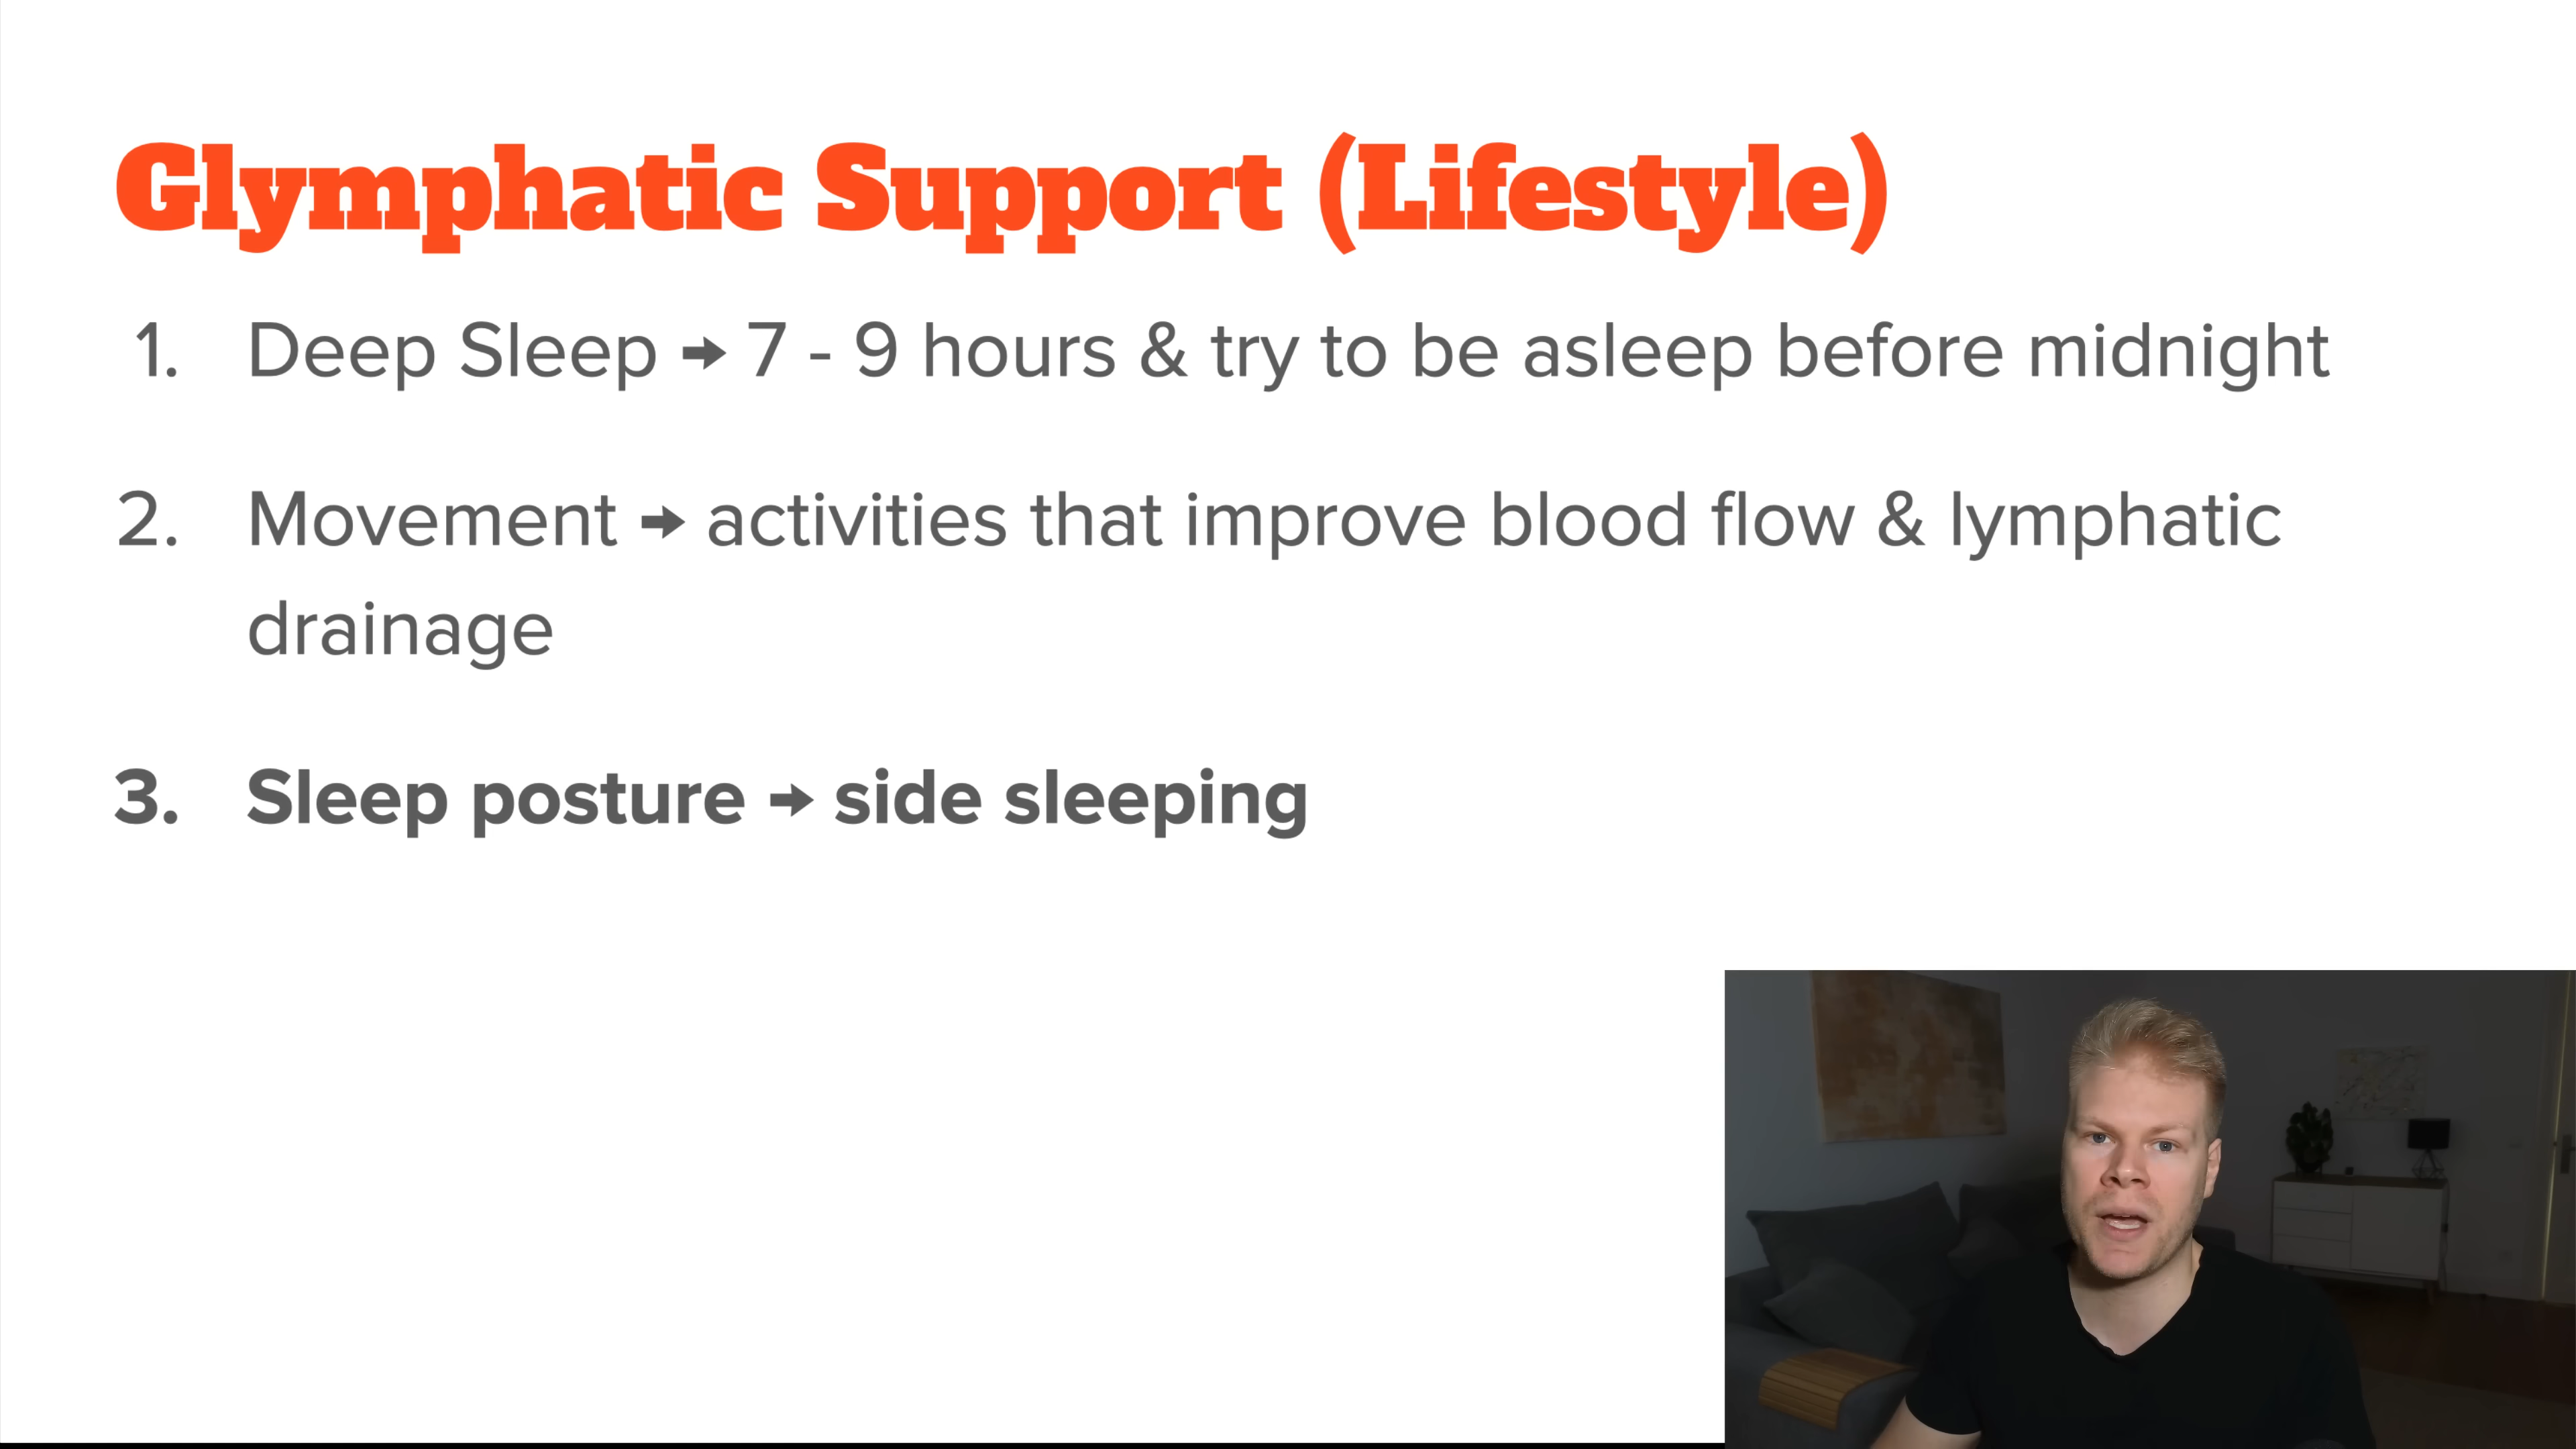 Glymphatic Support (Lifestyle)
1. Deep Sleep → 7 - 9 hours & try to be asleep before midnight
2. Movement → activities that improve blood flow & lymphatic
drainage
3. Sleep posture → side sleeping